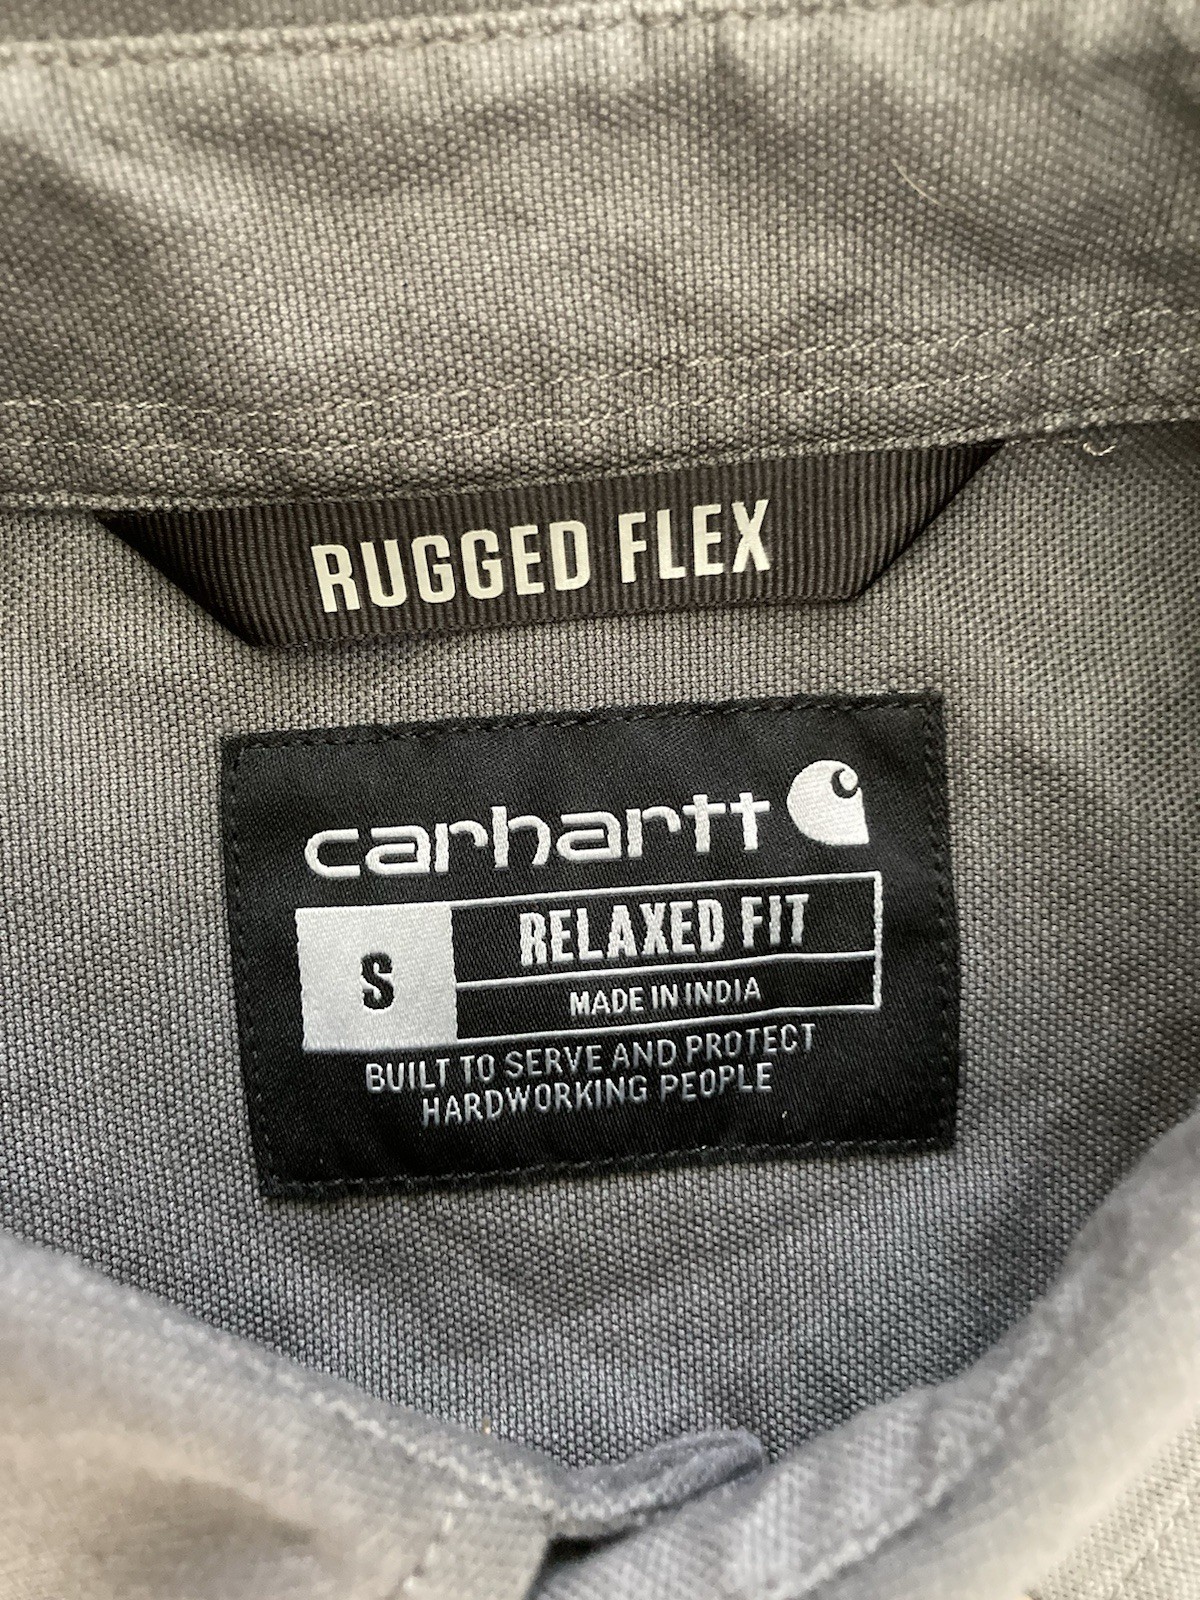 RUGGED FLEX
carhartt
S
RELAXED FIT
MADE IN INDIA
BUILT TO SERVE AND PROTECT
HARDWORKING PEOPLE